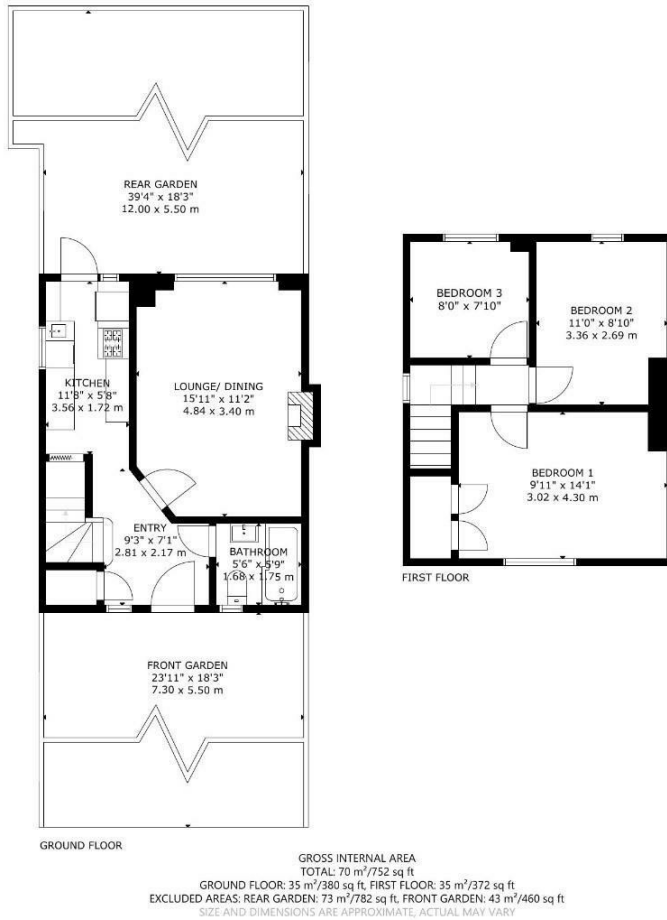 REAR GARDEN
39'4" x 18'3"
12.00 x 5.50 m
KITCHEN
11'8" x 5'8"
3.56 x 1.72 m
LOUNGE/ DINING
15'11" x 11'2"
4.84 x 3.40 m
ENTRY
9'3" x 7'1"
2.81 x 2.17 m
BATHROOM
5'6" x 5'9"
1.68 x 1.75 m
FRONT GARDEN
23'11" x 18'3"
7.30 x 5.50 m
GROUND FLOOR
BEDROOM 3
8'0" x 7'10"
BEDROOM 2
11'0" x 8'10"
3.36 x 2.69 m
BEDROOM 1
9'11" x 14'1"
3.02 x 4.30 m
FIRST FLOOR
GROSS INTERNAL AREA
TOTAL: 70 m²/752 sq ft
GROUND FLOOR: 35 m²/380 sq ft, FIRST FLOOR: 35 m²/372 sq ft
EXCLUDED AREAS: REAR GARDEN: 73 m²/782 sq ft, FRONT GARDEN: 43 m²/460 sq ft
SIZE AND DIMENSIONS ARE APPROXIMATE, ACTUAL MAY VARY